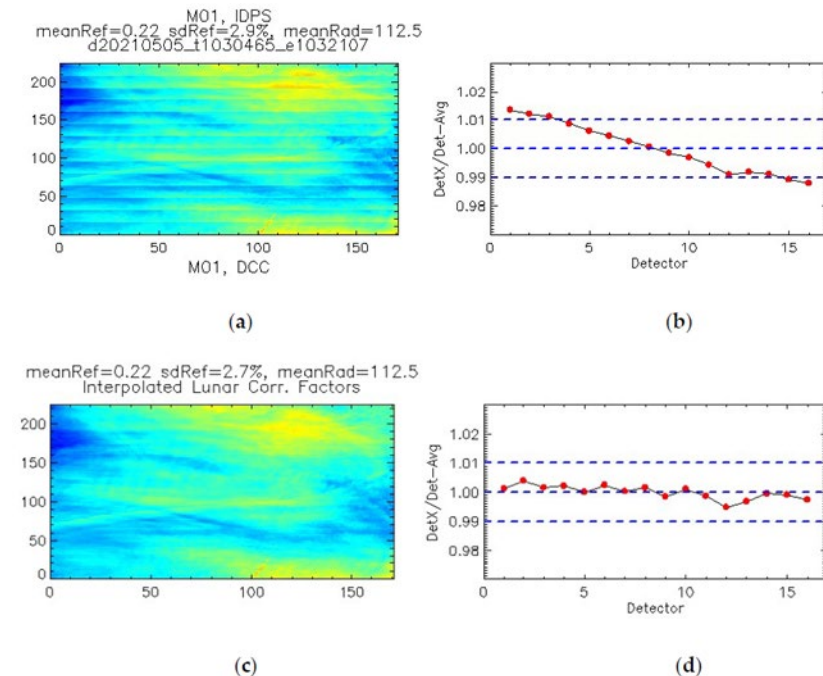 M01, IDPS
meanRef=0.22 sdRef=2.9%, meanRad=112.5
d20210505_t1030465_e1032107
200
150
100
50
0
0 50 100 150
M01, DCC
(a)
DetX/Det-Avg
1.02
1.01
1.00
0.99
0.98
0 5 10 15
Detector
(b)
meanRef=0.22 sdRef=2.7%, meanRad=112.5
Interpolated Lunar Corr. Factors
200
150
100
50
0
0 50 100 150
(c)
DetX/Det-Avg
1.02
1.01
1.00
0.99
0.98
0 5 10 15
Detector
(d)